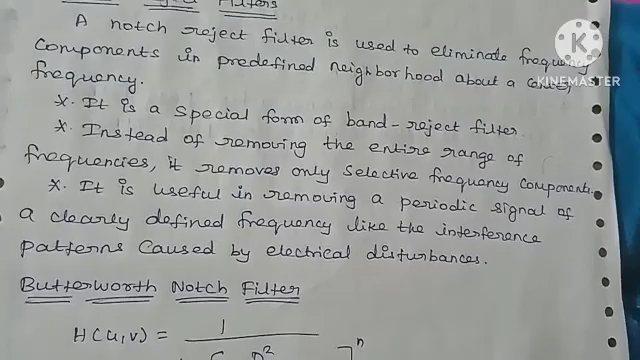 Filters
A notch reject filter is used to eliminate frequency
components in predefined neighborhood about a center
frequency.
*. It is a special form of band-reject filter.
*. Instead of removing the entire range of
frequencies, it removes only selective frequency components.
*. It is useful in removing a periodic signal of
a clearly defined frequency like the interference
patterns caused by electrical disturbances.
Butterworth Notch Filter
H(u,v) = 1
D² ]ⁿ
KINEMASTER